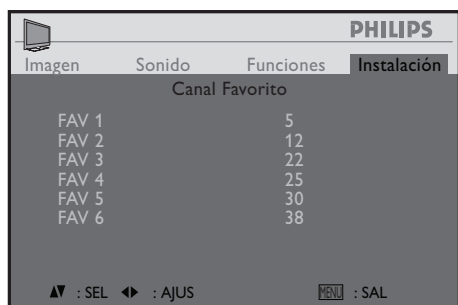 PHILIPS
Imagen Sonido Funciones Instalación
Canal Favorito
FAV 1 5
FAV 2 12
FAV 3 22
FAV 4 25
FAV 5 30
FAV 6 38
▲▼ : SEL ◀▶ : AJUS MENU : SAL